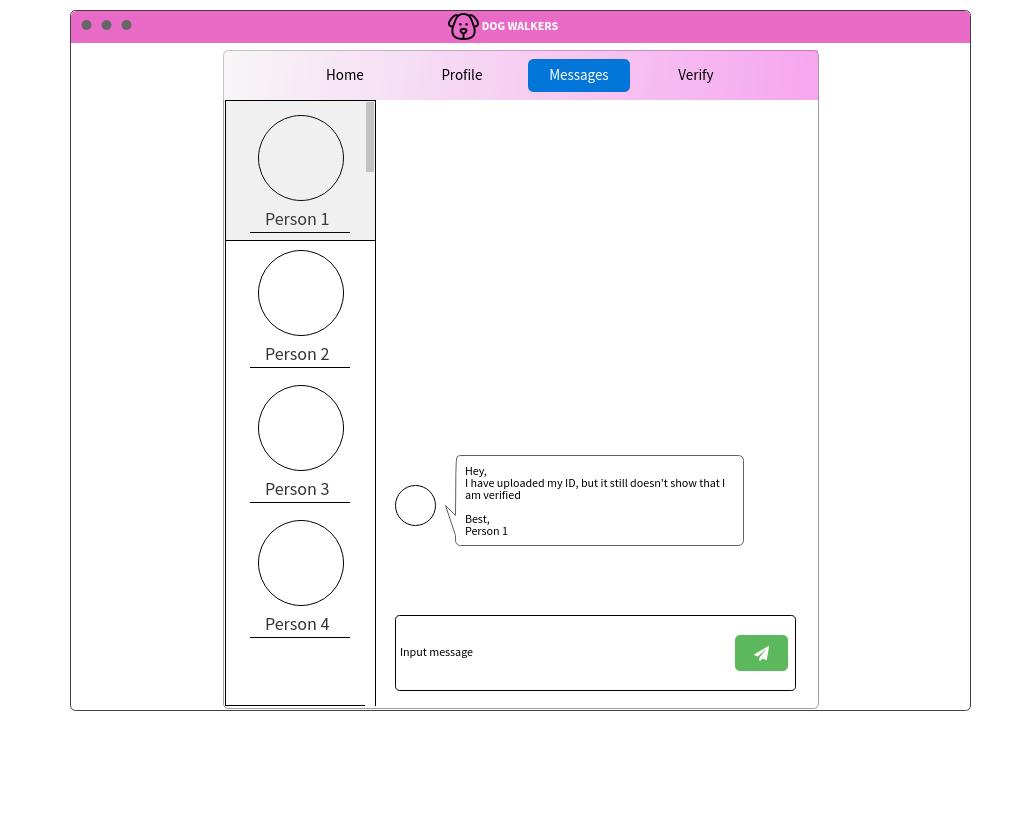 DOG WALKERS
Home
Profile
Messages
Verify
Person 1
Person 2
Person 3
Person 4
Hey,
I have uploaded my ID, but it still doesn't show that I
am verified
Best,
Person 1
Input message